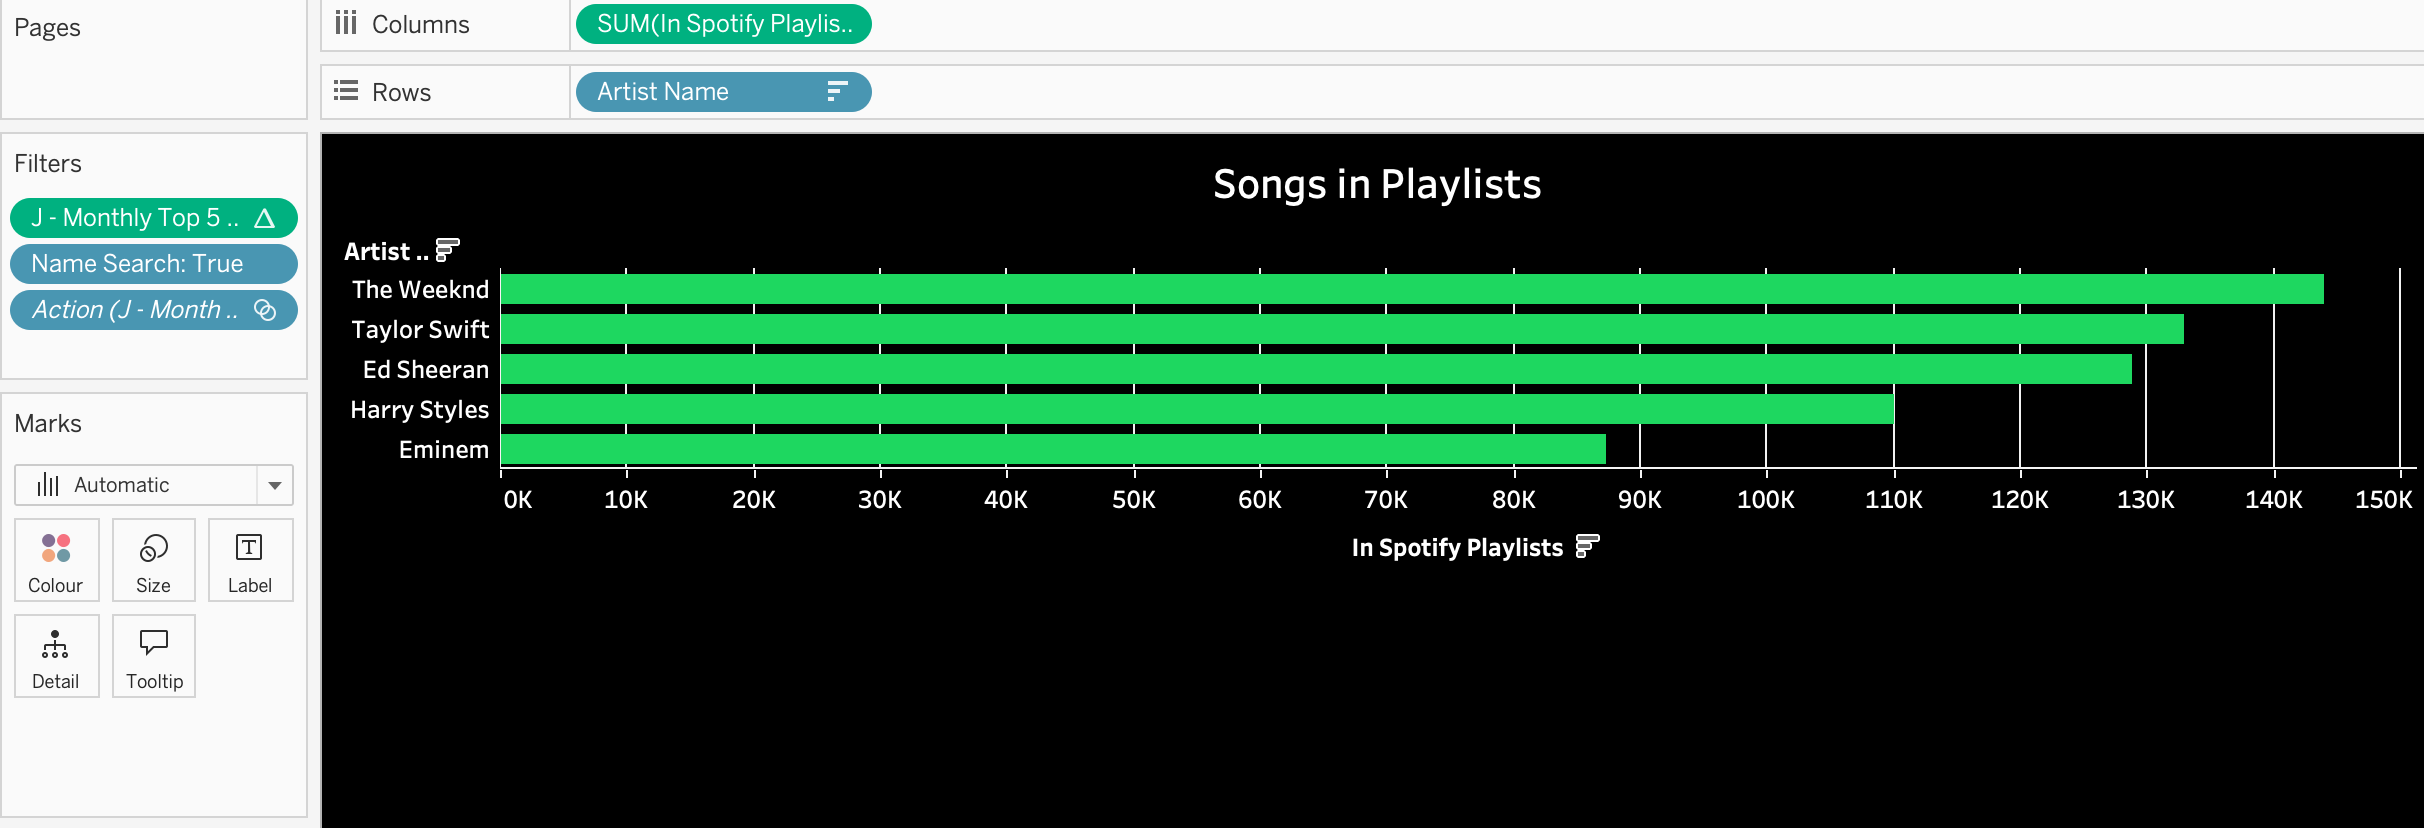 Pages
Columns
SUM(In Spotify Playlis..
Rows
Artist Name
Filters
J - Monthly Top 5 ..
Name Search: True
Action (J - Month ..
Marks
Automatic
Colour
Size
Label
Detail
Tooltip
Songs in Playlists
Artist ..
The Weeknd
Taylor Swift
Ed Sheeran
Harry Styles
Eminem
0K 10K 20K 30K 40K 50K 60K 70K 80K 90K 100K 110K 120K 130K 140K 150K
In Spotify Playlists